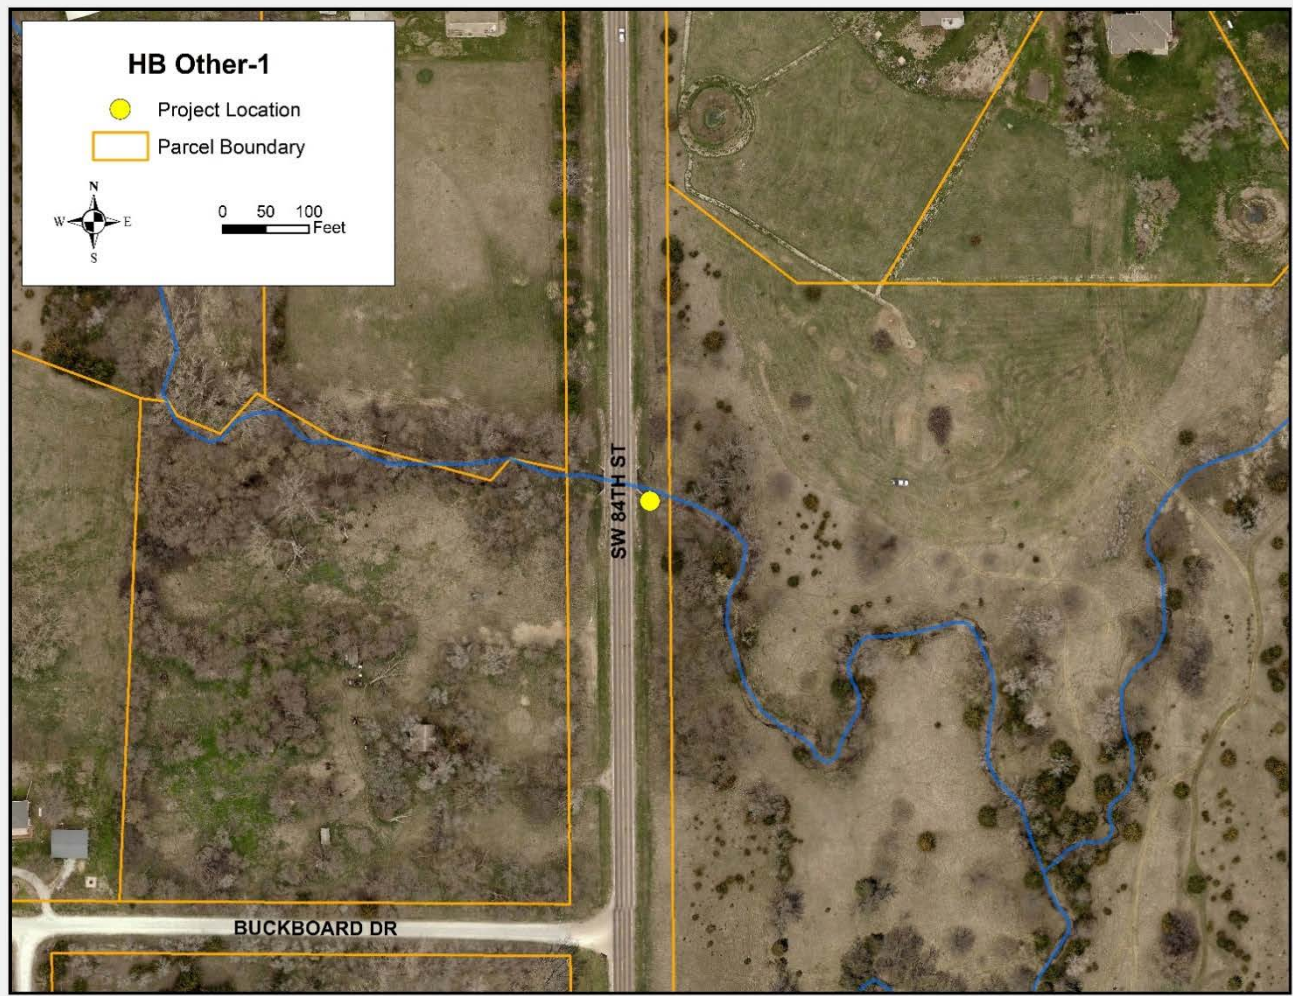 HB Other-1
Project Location
Parcel Boundary
N
W E
S
0 50 100
Feet
SW 84TH ST
BUCKBOARD DR